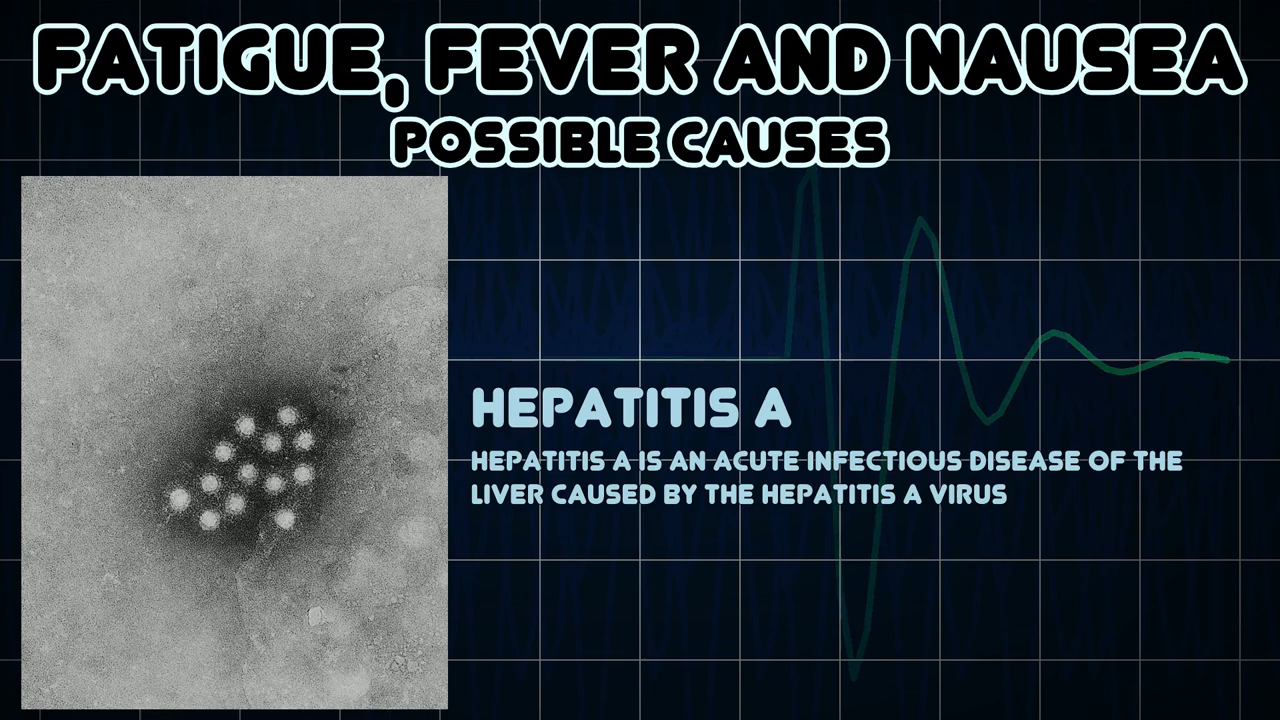 FATIGUE, FEVER AND NAUSEA
POSSIBLE CAUSES
HEPATITIS A
HEPATITIS A IS AN ACUTE INFECTIOUS DISEASE OF THE
LIVER CAUSED BY THE HEPATITIS A VIRUS